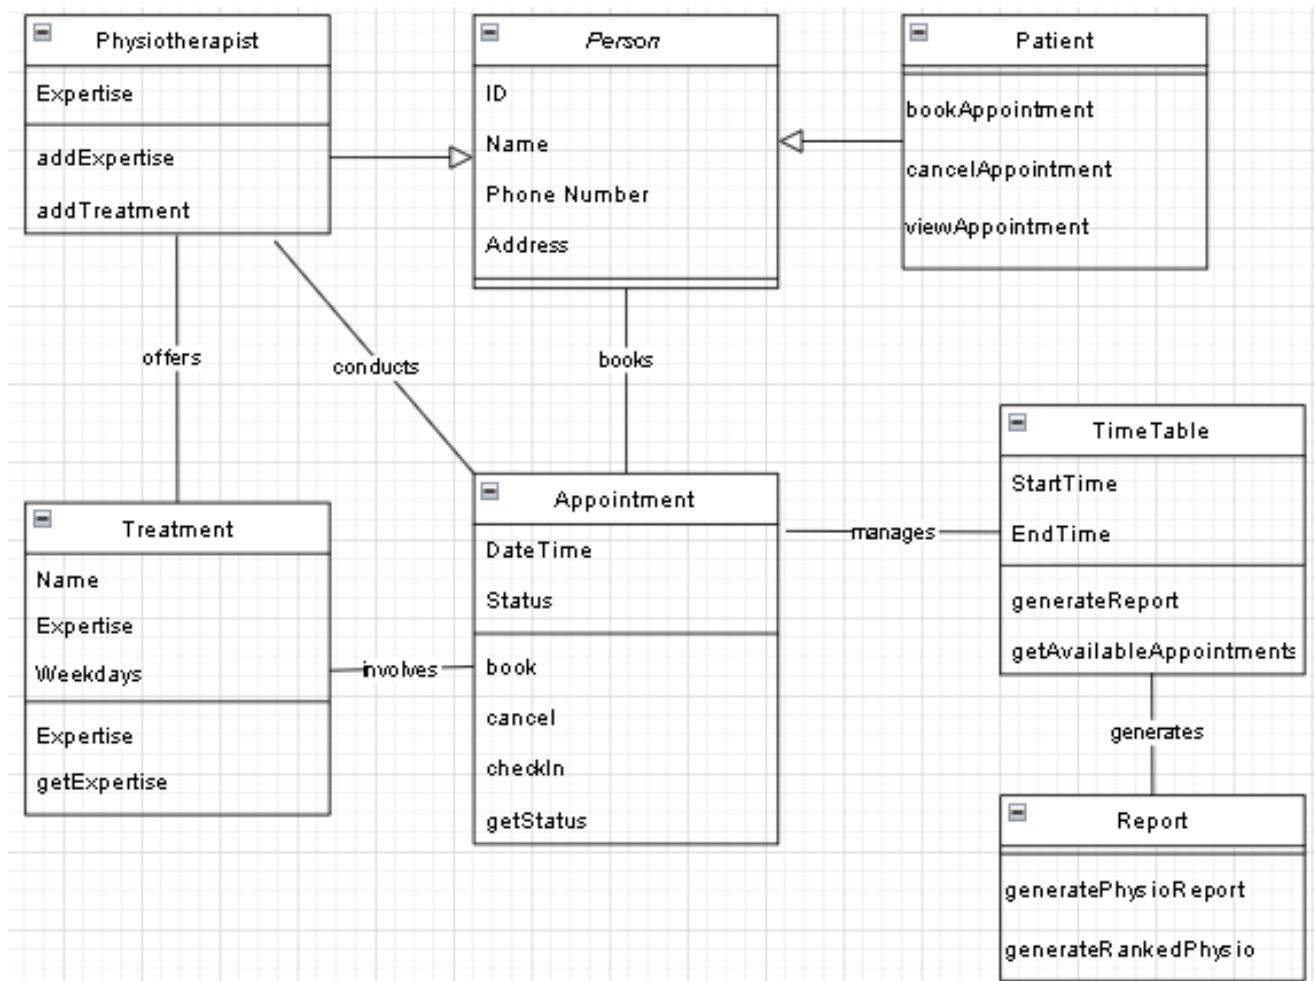 Physiotherapist
Expertise
addExpertise
addTreatment
Person
ID
Name
Phone Number
Address
Patient
bookAppointment
cancelAppointment
viewAppointment
offers
conducts
books
Treatment
Name
Expertise
Weekdays
Expertise
getExpertise
involves
Appointment
DateTime
Status
book
cancel
checkIn
getStatus
manages
TimeTable
StartTime
EndTime
generateReport
getAvailableAppointments
generates
Report
generatePhysioReport
generateRankedPhysio